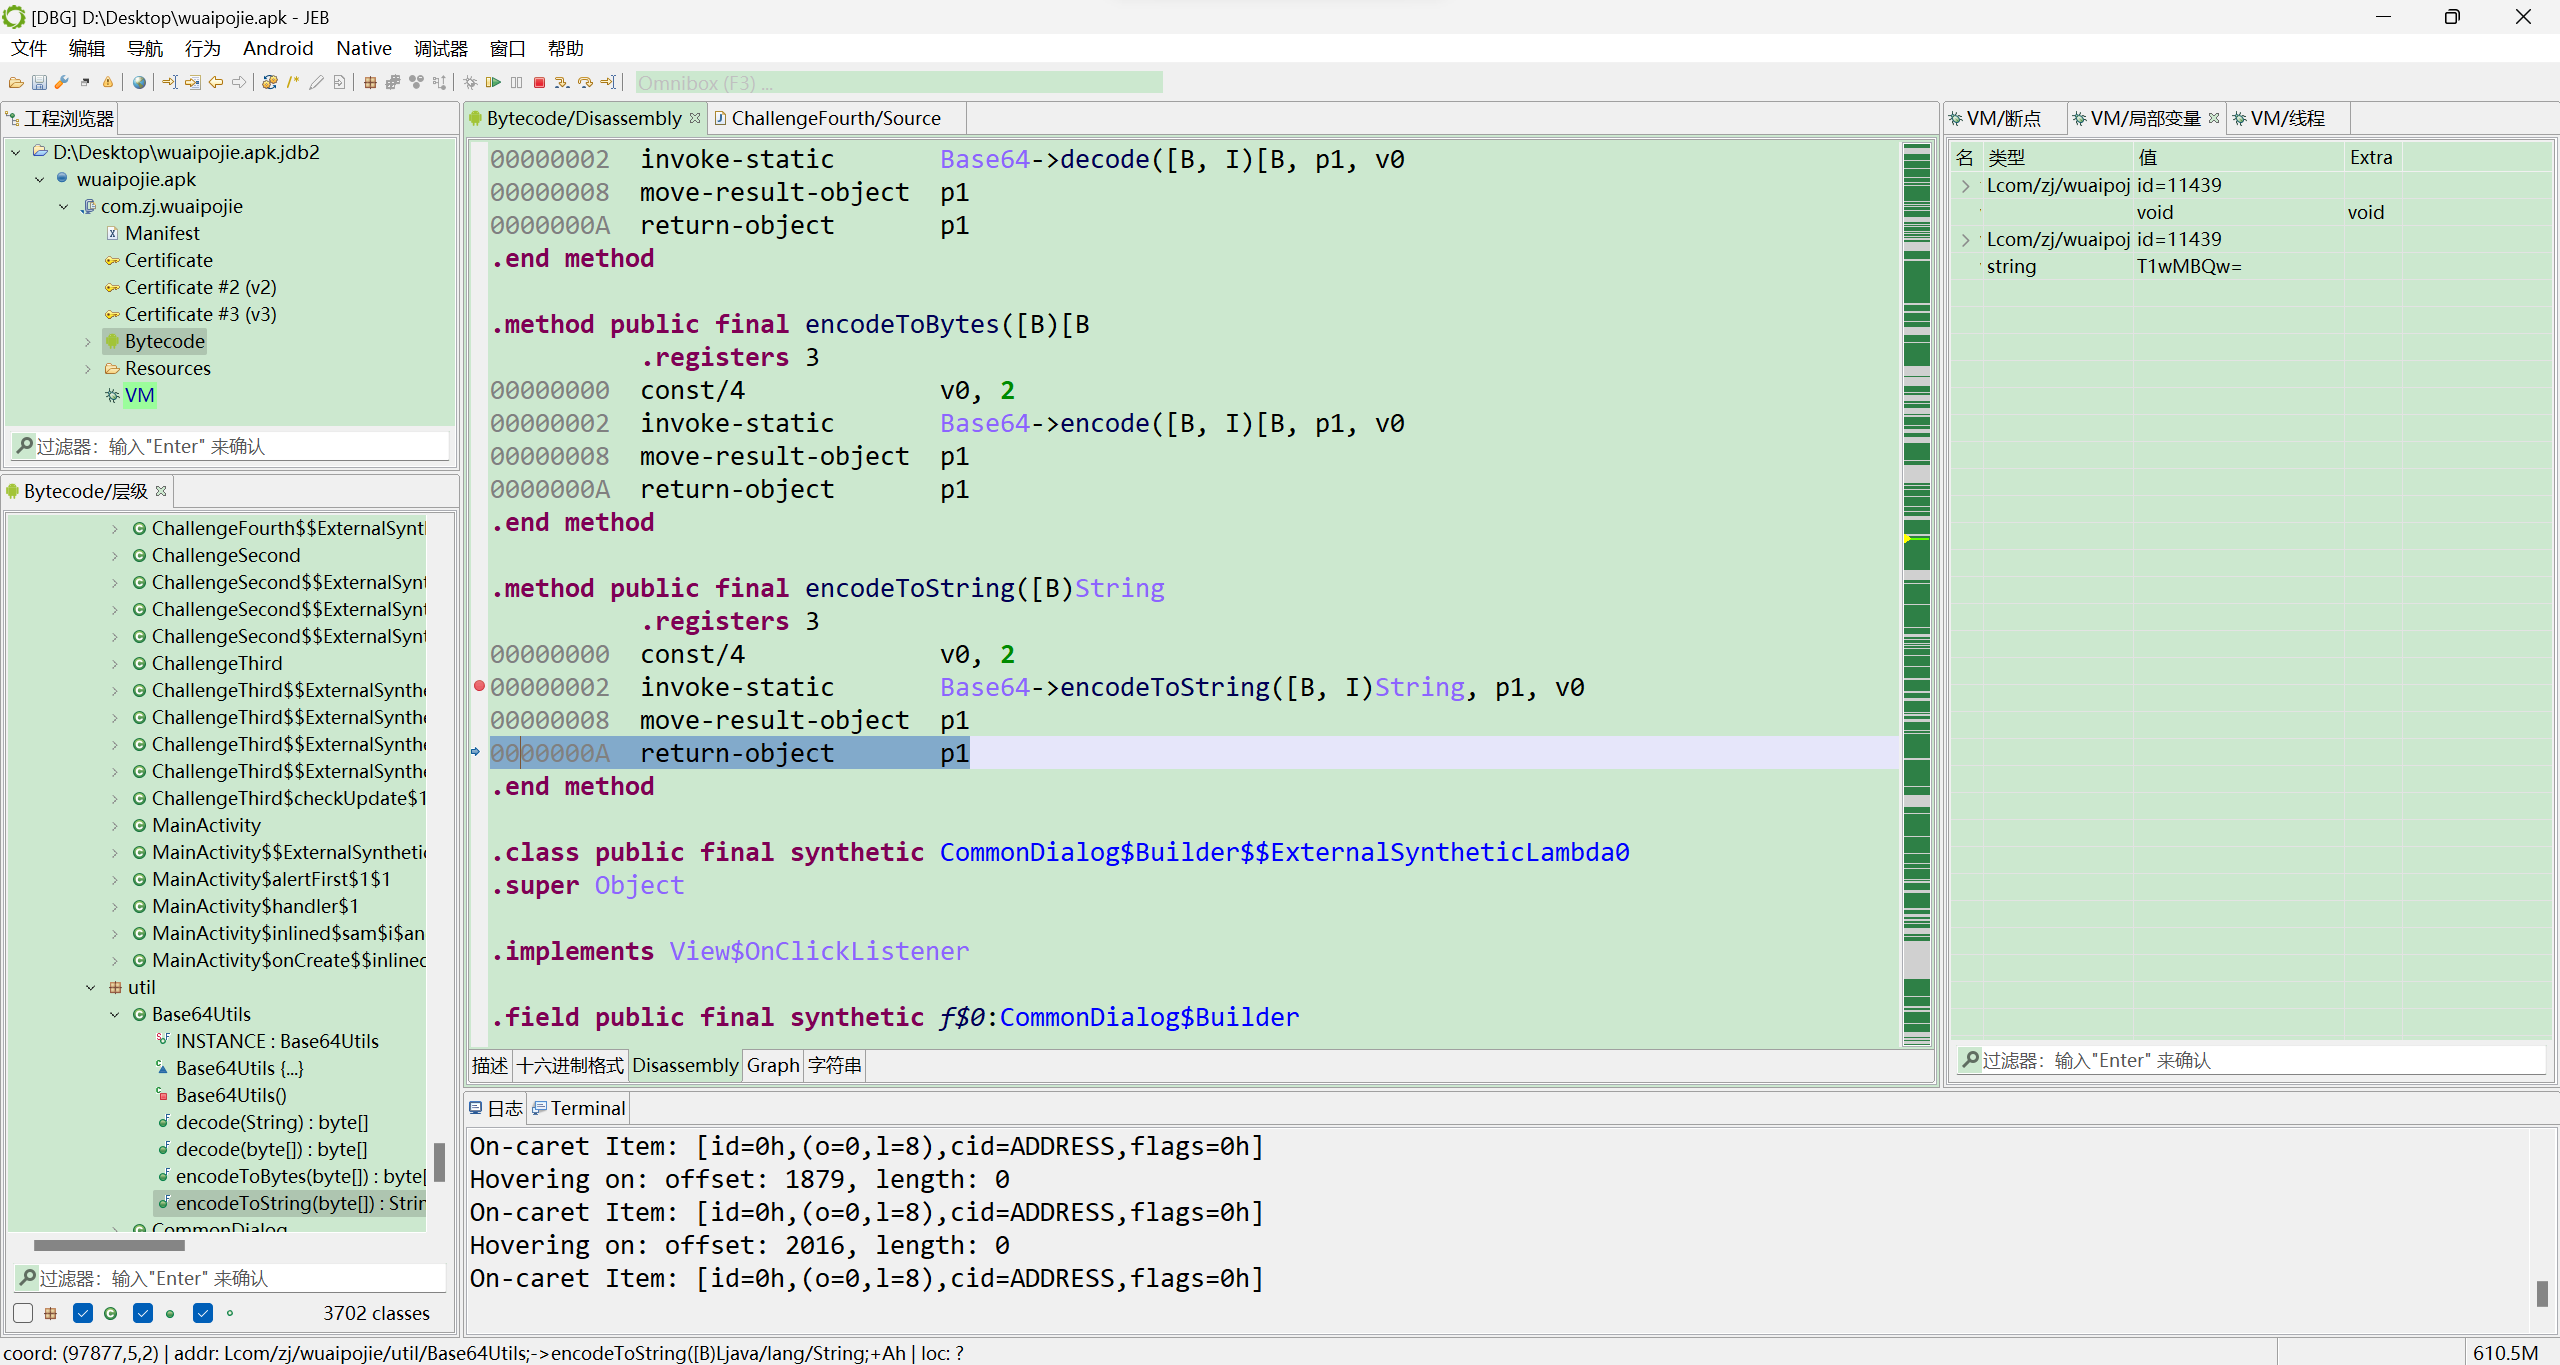 [DBG] D:\Desktop\wuaipojie.apk - JEB
文件 编辑 导航 行为 Android Native 调试器 窗口 帮助
Omnibox (F3) ...
工程浏览器
D:\Desktop\wuaipojie.apk.jdb2
wuaipojie.apk
com.zj.wuaipojie
Manifest
Certificate
Certificate #2 (v2)
Certificate #3 (v3)
Bytecode
Resources
VM
过滤器：输入"Enter" 来确认
Bytecode/层级
ChallengeFourth$$ExternalSynt
ChallengeSecond
ChallengeSecond$$ExternalSynt
ChallengeSecond$$ExternalSynt
ChallengeSecond$$ExternalSynt
ChallengeThird
ChallengeThird$$ExternalSynthe
ChallengeThird$$ExternalSynthe
ChallengeThird$$ExternalSynthe
ChallengeThird$$ExternalSynthe
ChallengeThird$checkUpdate$1
MainActivity
MainActivity$$ExternalSyntheti
MainActivity$alertFirst$1$1
MainActivity$handler$1
MainActivity$inlined$sam$i$an
MainActivity$onCreate$$inlined
util
Base64Utils
INSTANCE : Base64Utils
Base64Utils {...}
Base64Utils()
decode(String) : byte[]
decode(byte[]) : byte[]
encodeToBytes(byte[]) : byte[
encodeToString(byte[]) : Strin
CommonDialog
过滤器：输入"Enter" 来确认
3702 classes
Bytecode/Disassembly ChallengeFourth/Source
00000002 invoke-static Base64->decode([B, I)[B, p1, v0
00000008 move-result-object p1
0000000A return-object p1
.end method
.method public final encodeToBytes([B)[B
.registers 3
00000000 const/4 v0, 2
00000002 invoke-static Base64->encode([B, I)[B, p1, v0
00000008 move-result-object p1
0000000A return-object p1
.end method
.method public final encodeToString([B)String
.registers 3
00000000 const/4 v0, 2
00000002 invoke-static Base64->encodeToString([B, I)String, p1, v0
00000008 move-result-object p1
0000000A return-object p1
.end method
.class public final synthetic CommonDialog$Builder$$ExternalSyntheticLambda0
.super Object
.implements View$OnClickListener
.field public final synthetic f$0:CommonDialog$Builder
描述 十六进制格式 Disassembly Graph 字符串
日志 Terminal
On-caret Item: [id=0h,(o=0,l=8),cid=ADDRESS,flags=0h]
Hovering on: offset: 1879, length: 0
On-caret Item: [id=0h,(o=0,l=8),cid=ADDRESS,flags=0h]
Hovering on: offset: 2016, length: 0
On-caret Item: [id=0h,(o=0,l=8),cid=ADDRESS,flags=0h]
VM/断点 VM/局部变量 VM/线程
名 类型 值 Extra
Lcom/zj/wuaipoj id=11439
void void
Lcom/zj/wuaipoj id=11439
string T1wMBQw=
过滤器：输入"Enter" 来确认
coord: (97877,5,2) | addr: Lcom/zj/wuaipojie/util/Base64Utils;->encodeToString([B)Ljava/lang/String;+Ah | loc: ?
610.5M